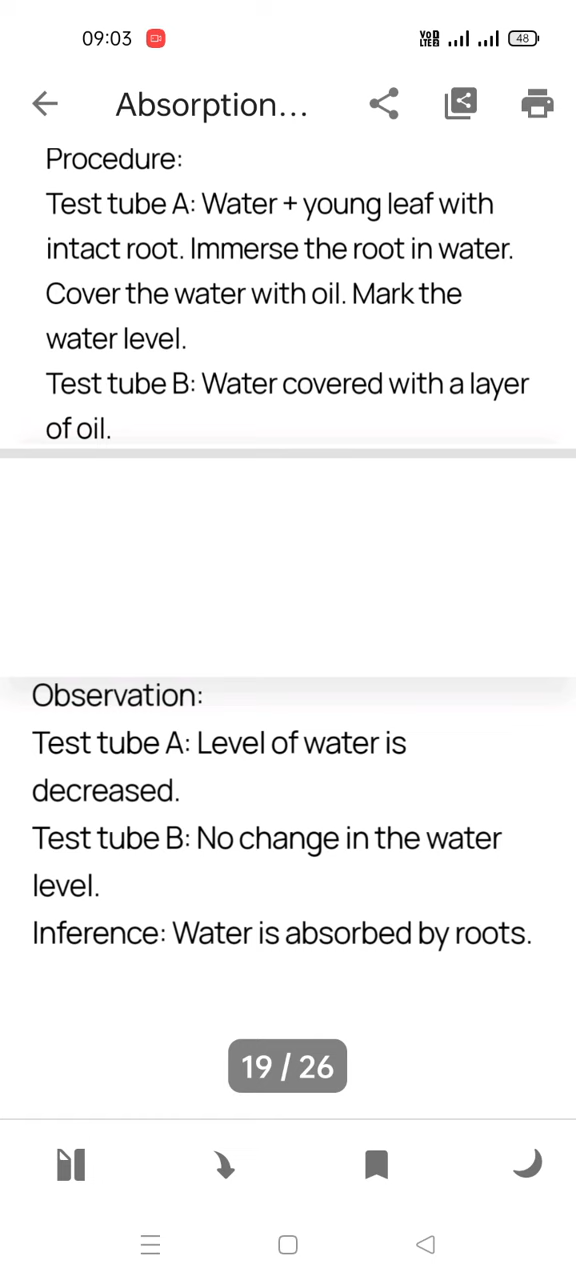 09:03
VoD
LTE2
48
Absorption...
Procedure:
Test tube A: Water + young leaf with
intact root. Immerse the root in water.
Cover the water with oil. Mark the
water level.
Test tube B: Water covered with a layer
of oil.
Observation:
Test tube A: Level of water is
decreased.
Test tube B: No change in the water
level.
Inference: Water is absorbed by roots.
19 / 26